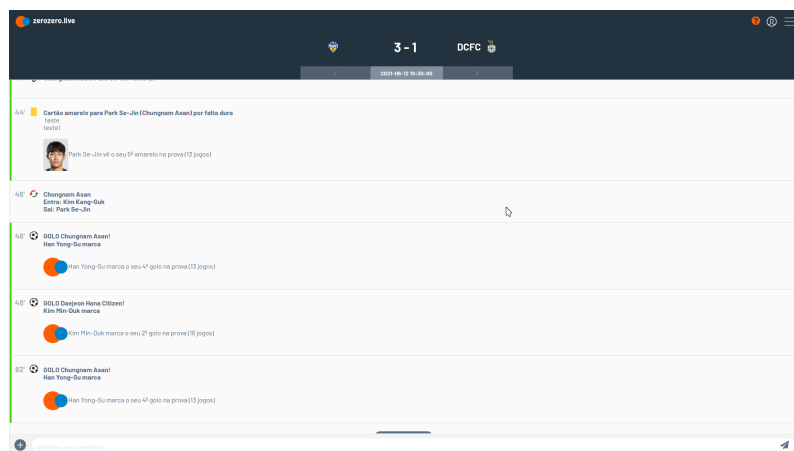 zerozero.live
3 - 1
DCFC
2021-06-12 10:30:00
44'
Cartão amarelo para Park Se-Jin (Chungnam Asan) por falta dura
teste
teste1
Park Se-Jin vê o seu 5º amarelo na prova (13 jogos)
46'
Chungnam Asan
Entra: Kim Kang-Guk
Sai: Park Se-Jin
48'
GOLO Chungnam Asan!
Han Yong-Su marca
Han Yong-Su marca o seu 4º golo na prova (13 jogos)
48'
GOLO Daejeon Hana Citizen!
Kim Min-Duk marca
Kim Min-Duk marca o seu 2º golo na prova (16 jogos)
62'
GOLO Chungnam Asan!
Han Yong-Su marca
Han Yong-Su marca o seu 4º golo na prova (13 jogos)